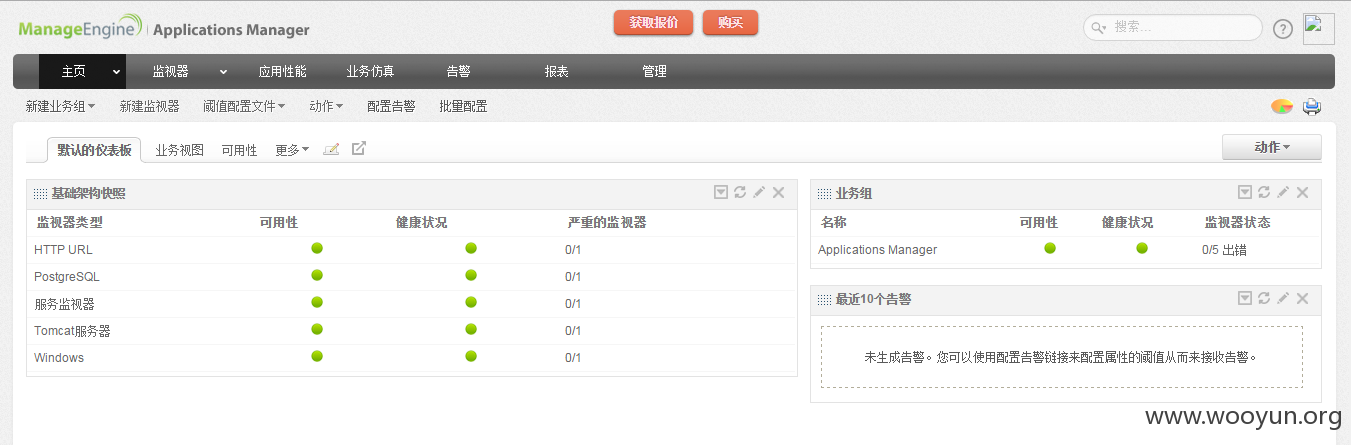 ManageEngine Applications Manager 获取报价 购买 搜索... ?
主页 监视器 应用性能 业务仿真 告警 报表 管理
新建业务组 新建监视器 阈值配置文件 动作 配置告警 批量配置
默认的仪表板 业务视图 可用性 更多 动作
基础架构快照
监视器类型 可用性 健康状况 严重的监视器
HTTP URL 0/1
PostgreSQL 0/1
服务监视器 0/1
Tomcat服务器 0/1
Windows 0/1
业务组
名称 可用性 健康状况 监视器状态
Applications Manager 0/5 出错
最近10个告警
未生成告警。您可以使用配置告警链接来配置属性的阈值从而来接收告警。
www.wooyun.org